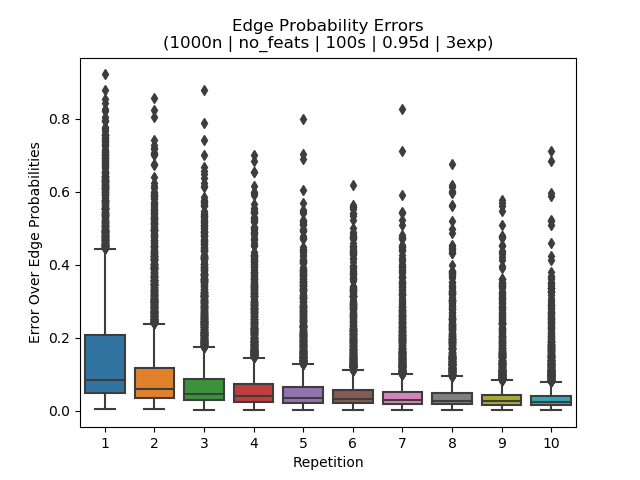 Edge Probability Errors
(1000n | no_feats | 100s | 0.95d | 3exp)
Error Over Edge Probabilities
0.8
0.6
0.4
0.2
0.0
1 2 3 4 5 6 7 8 9 10
Repetition